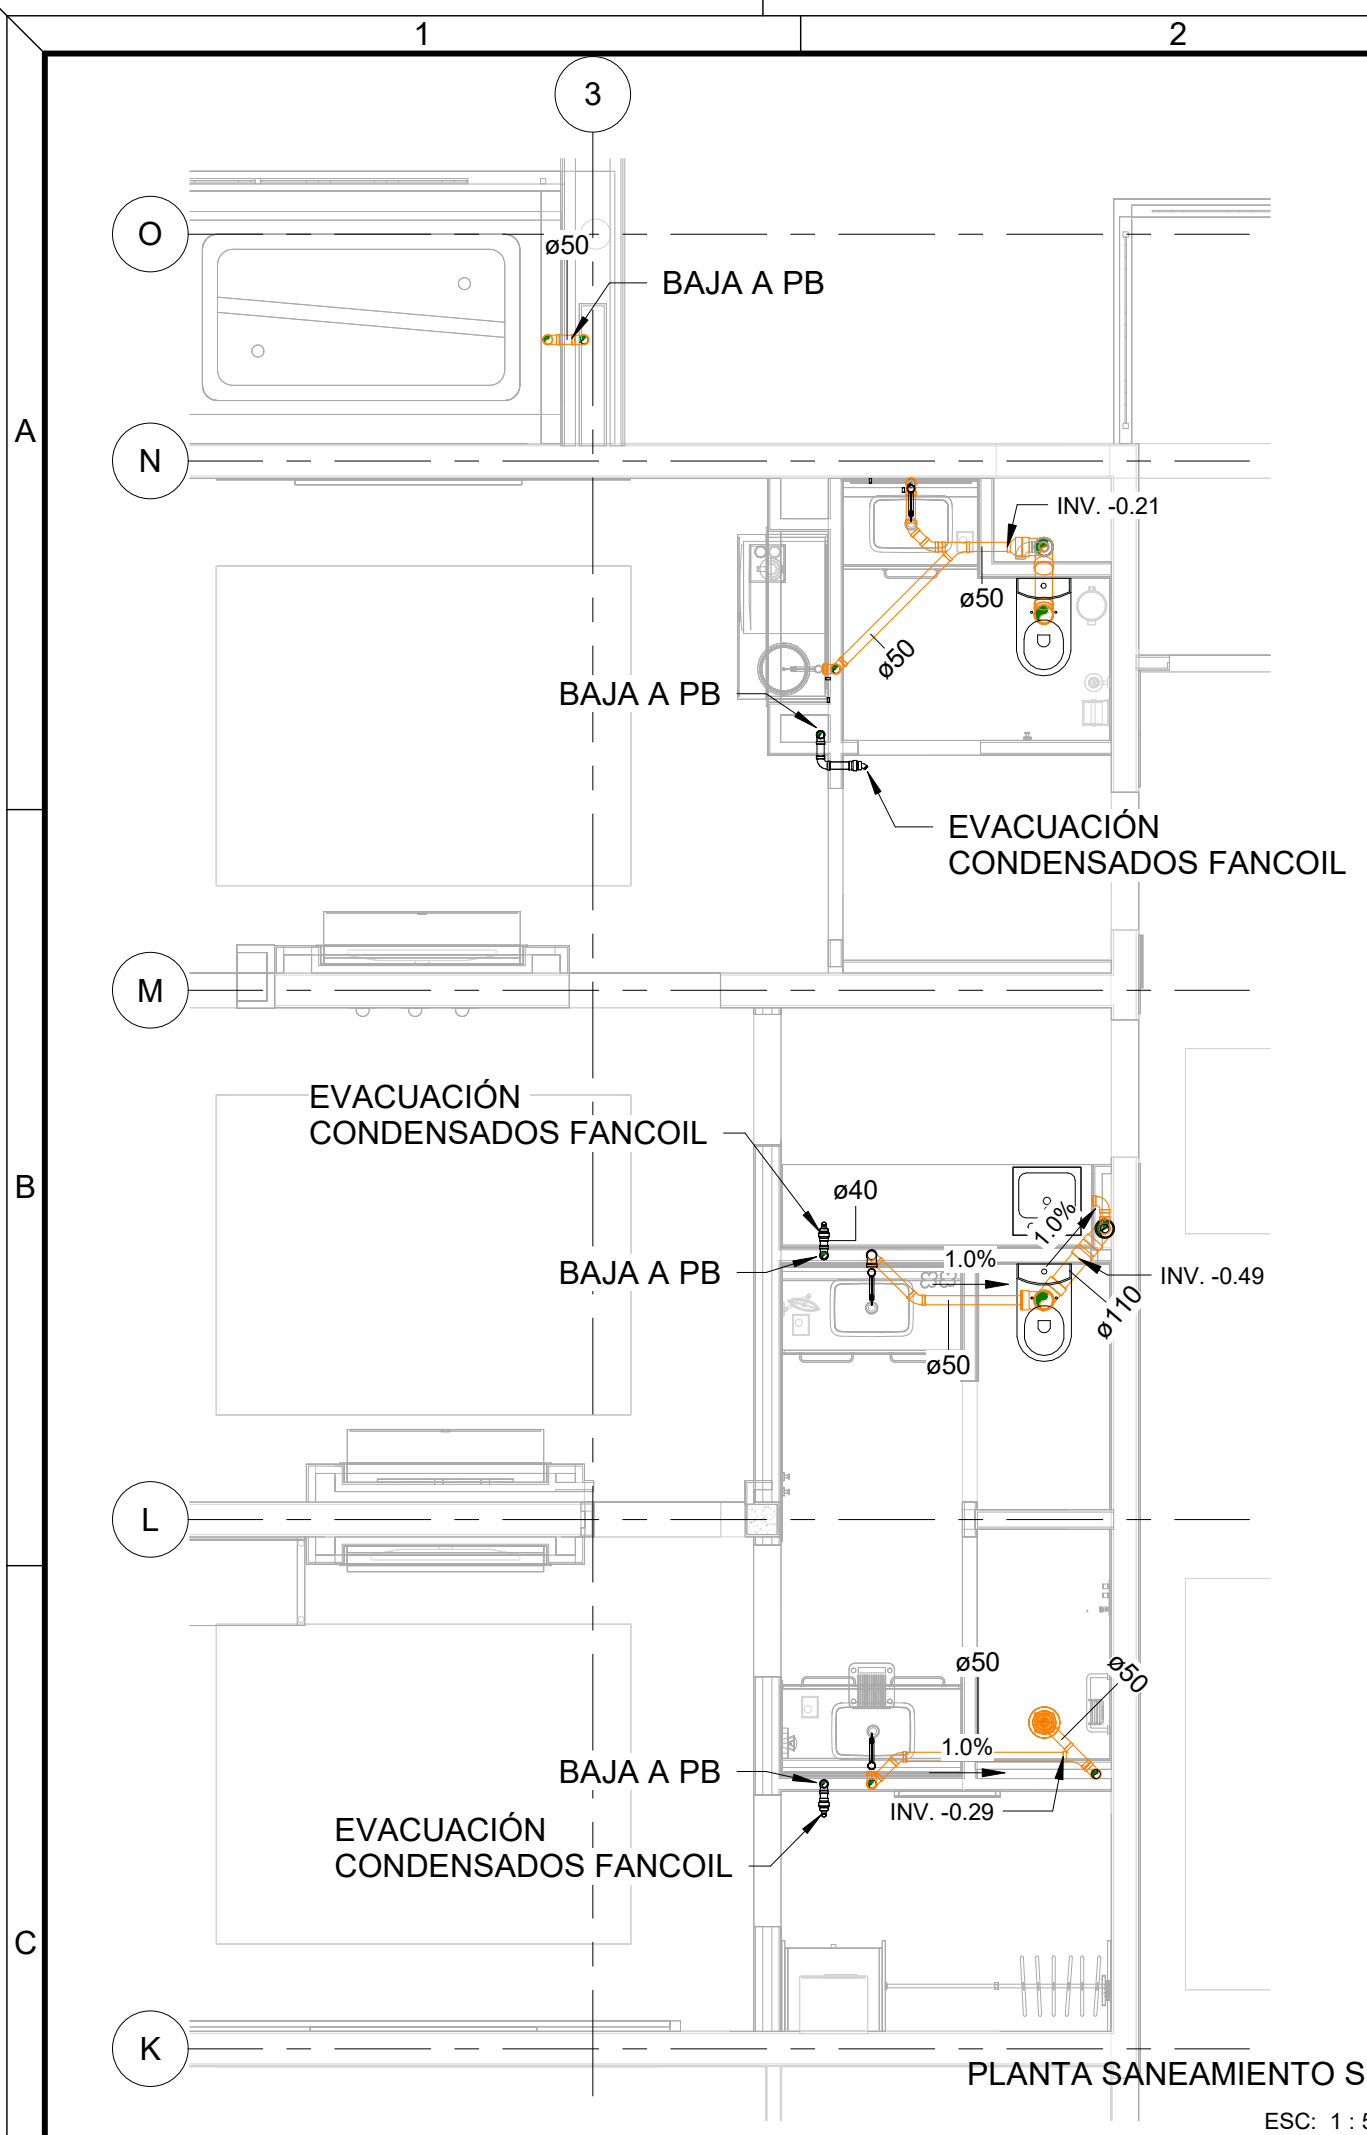 1
2
3
O
ø50
BAJA A PB
A
N
INV. -0.21
ø50
ø50
BAJA A PB
EVACUACIÓN
CONDENSADOS FANCOIL
M
EVACUACIÓN
CONDENSADOS FANCOIL
B
ø40
1.0%
1.0%
BAJA A PB
INV. -0.49
ø110
ø50
L
ø50
ø50
1.0%
BAJA A PB
INV. -0.29
EVACUACIÓN
CONDENSADOS FANCOIL
C
K
PLANTA SANEAMIENTO S
ESC: 1 : 5